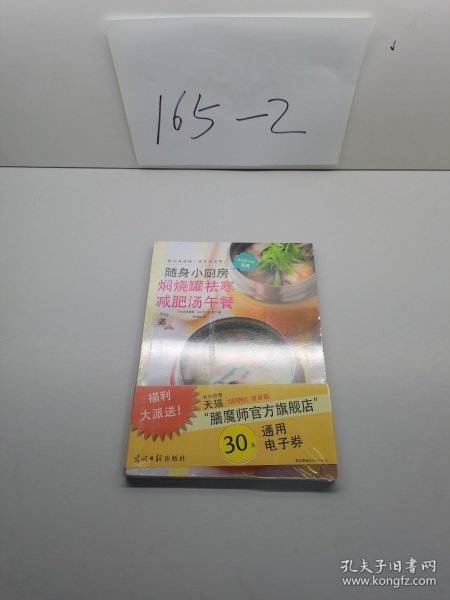 165-2
随身小厨房
焖烧罐祛寒
减肥汤午餐
福利
大派送!
天猫 THERMOS
“膳魔师官方旗舰店”
30元
通用
电子券
光明日报出版社
孔夫子旧书网
www.kongfz.com